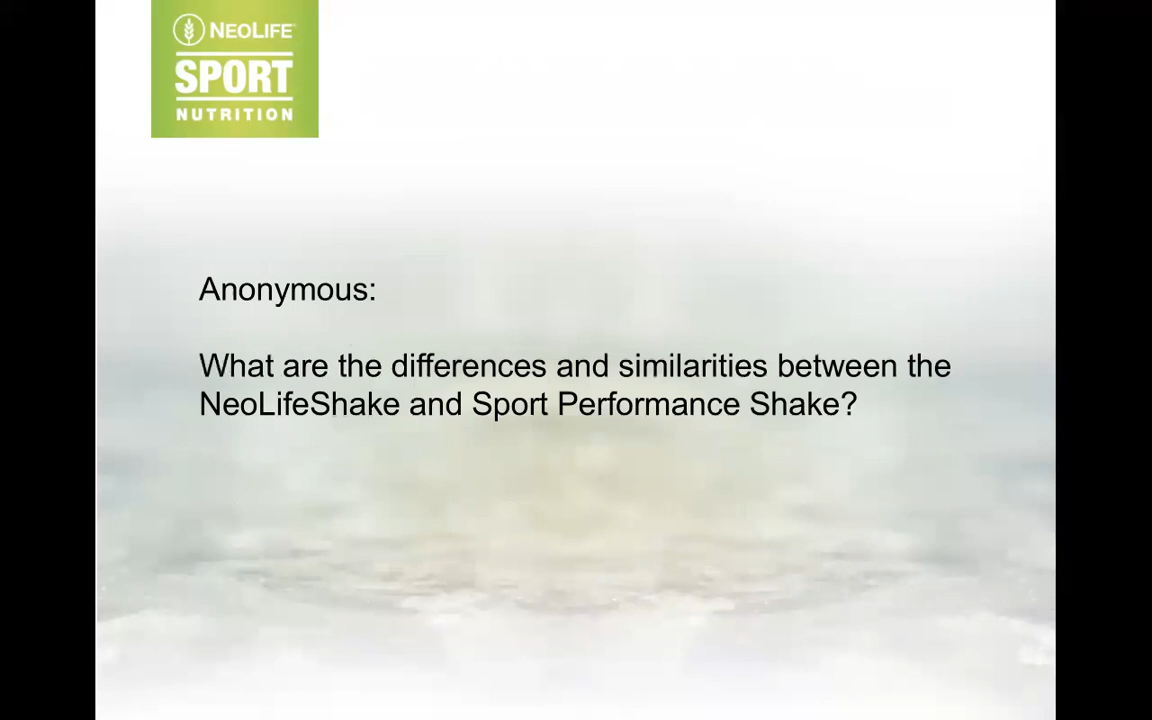 NEOLIFE
SPORT
NUTRITION
Anonymous:
What are the differences and similarities between the
NeoLifeShake and Sport Performance Shake?